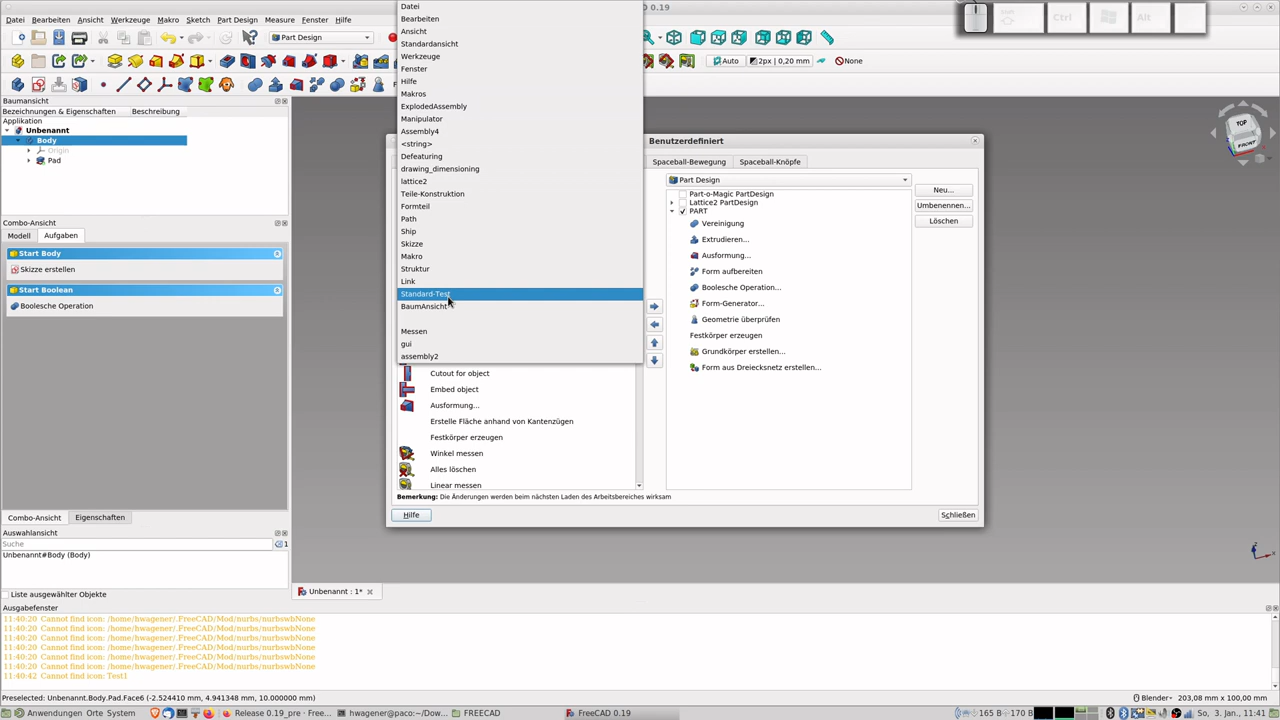 D 0.19
Datei Bearbeiten Ansicht Werkzeuge Makro Sketch Part Design Measure Fenster Hilfe
Ctrl Alt
Part Design
Auto 2px | 0,20 mm None
Baumansicht
Bezeichnungen & Eigenschaften Beschreibung
Applikation
Unbenannt
Body
Origin
Pad
Combo-Ansicht
Modell Aufgaben
Start Body
Skizze erstellen
Start Boolean
Boolesche Operation
Combo-Ansicht Eigenschaften
Auswahlansicht
Suche 1
Unbenannt#Body (Body)
Liste ausgewählter Objekte
Datei
Bearbeiten
Ansicht
Standardansicht
Werkzeuge
Fenster
Hilfe
Makros
ExplodedAssembly
Manipulator
Assembly4
<string>
Defeaturing
drawing_dimensioning
lattice2
Teile-Konstruktion
Formteil
Path
Ship
Skizze
Makro
Struktur
Link
Standard-Test
BaumAnsicht
Messen
gui
assembly2
Cutout for object
Embed object
Ausformung...
Erstelle Fläche anhand von Kantenzügen
Festkörper erzeugen
Winkel messen
Alles löschen
Linear messen
Benutzerdefiniert
Spaceball-Bewegung Spaceball-Knöpfe
Part Design
Part-o-Magic PartDesign
Lattice2 PartDesign
PART
Vereinigung
Extrudieren...
Ausformung...
Form aufbereiten
Boolesche Operation...
Form-Generator...
Geometrie überprüfen
Festkörper erzeugen
Grundkörper erstellen...
Form aus Dreiecksnetz erstellen...
Neu...
Umbenennen...
Löschen
Bemerkung: Die Änderungen werden beim nächsten Laden des Arbeitsbereiches wirksam
Hilfe Schließen
TOP
FRONT
Z
Unbenannt : 1*
Ausgabefenster
11:40:20 Cannot find icon: /home/hwagener/.FreeCAD/Mod/nurbs/nurbswbNone
11:40:20 Cannot find icon: /home/hwagener/.FreeCAD/Mod/nurbs/nurbswbNone
11:40:20 Cannot find icon: /home/hwagener/.FreeCAD/Mod/nurbs/nurbswbNone
11:40:20 Cannot find icon: /home/hwagener/.FreeCAD/Mod/nurbs/nurbswbNone
11:40:20 Cannot find icon: /home/hwagener/.FreeCAD/Mod/nurbs/nurbswbNone
11:40:20 Cannot find icon: /home/hwagener/.FreeCAD/Mod/nurbs/nurbswbNone
11:40:42 Cannot find icon: Test1
Preselected: Unbenannt.Body.Pad.Face6 (-2.524410 mm, 4.941348 mm, 10.000000 mm) Blender 203,08 mm x 100,00 mm
Anwendungen Orte System Release 0.19_pre · Free... hwagener@paco:~/Dow... FREECAD FreeCAD 0.19 165 B 170 B So, 3. Jan., 11:41